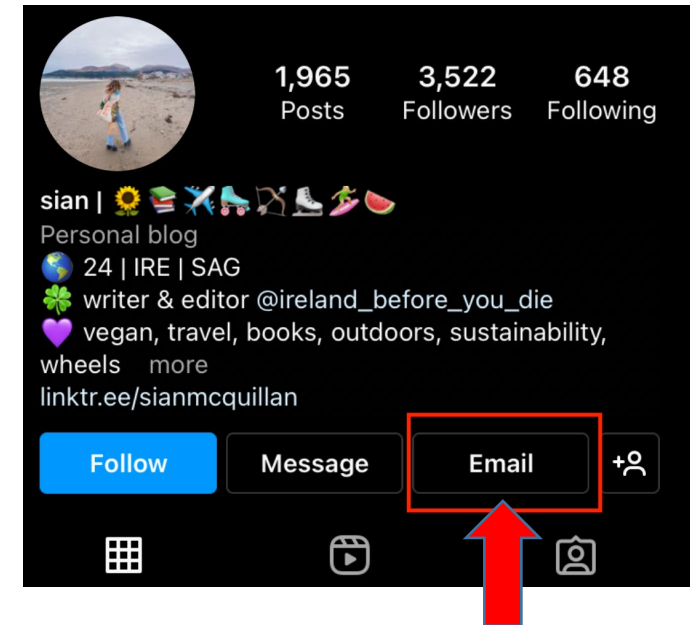 1,965 3,522 648
Posts Followers Following
sian | 🌻📚✈️🛼🏹⛸️🏄‍♀️🍉
Personal blog
🌎 24 | IRE | SAG
🍀 writer & editor @ireland_before_you_die
💜 vegan, travel, books, outdoors, sustainability,
wheels more
linktr.ee/sianmcquillan
Follow Message Email